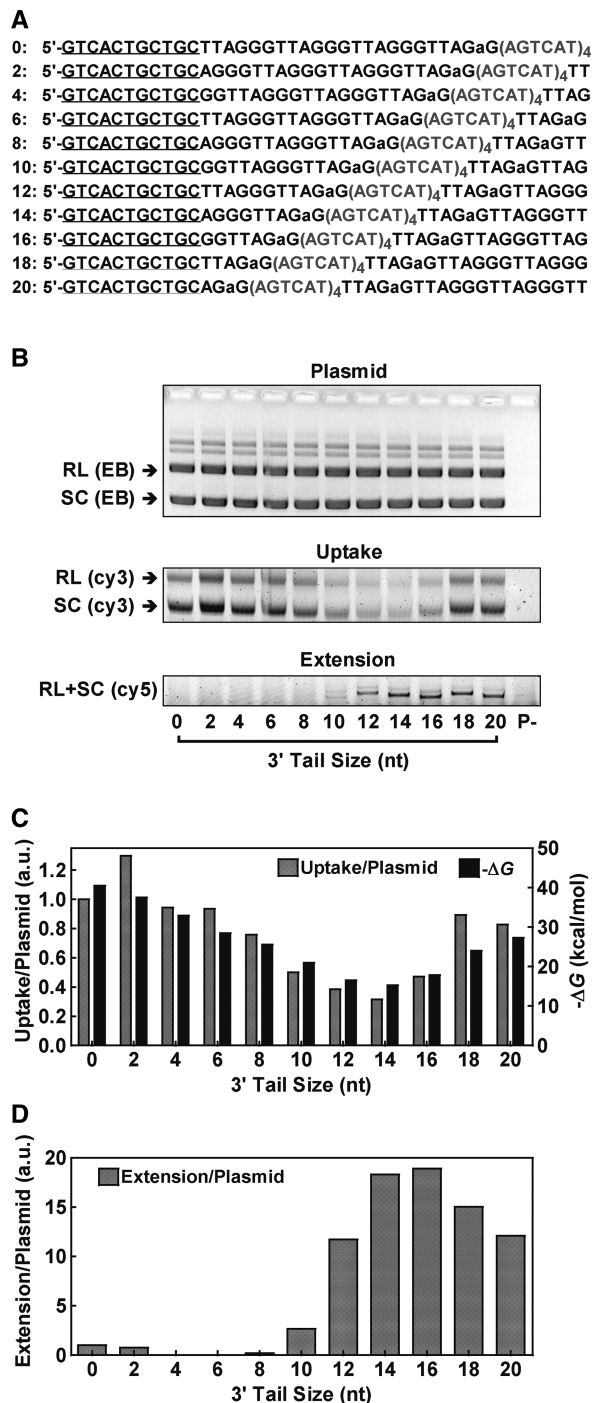 A
0: 5'-GTCACTGCTGCTTAGGGTTAGGGTTAGGGTTAGaG(AGTCAT)4
2: 5'-GTCACTGCTGCAGGGTTAGGGTTAGGGTTAGaG(AGTCAT)4TT
4: 5'-GTCACTGCTGCGGTTAGGGTTAGGGTTAGaG(AGTCAT)4TTAG
6: 5'-GTCACTGCTGCTTAGGGTTAGGGTTAGaG(AGTCAT)4TTAGaG
8: 5'-GTCACTGCTGCAGGGTTAGGGTTAGaG(AGTCAT)4TTAGaGTT
10: 5'-GTCACTGCTGCGGTTAGGGTTAGaG(AGTCAT)4TTAGaGTTAG
12: 5'-GTCACTGCTGCTTAGGGTTAGaG(AGTCAT)4TTAGaGTTAGGG
14: 5'-GTCACTGCTGCAGGGTTAGaG(AGTCAT)4TTAGaGTTAGGGTT
16: 5'-GTCACTGCTGCGGTTAGaG(AGTCAT)4TTAGaGTTAGGGTTAG
18: 5'-GTCACTGCTGCTTAGaG(AGTCAT)4TTAGaGTTAGGGTTAGGG
20: 5'-GTCACTGCTGCAGaG(AGTCAT)4TTAGaGTTAGGGTTAGGGTT
B
Plasmid
RL (EB) ➔
SC (EB) ➔
Uptake
RL (cy3) ➔
SC (cy3) ➔
Extension
RL+SC (cy5)
0 2 4 6 8 10 12 14 16 18 20 P-
3' Tail Size (nt)
C
Uptake/Plasmid (a.u.)
1.2
1.0
0.8
0.6
0.4
0.2
0.0
Uptake/Plasmid -ΔG
50
40
30
20
10
0
-ΔG (kcal/mol)
0 2 4 6 8 10 12 14 16 18 20
3' Tail Size (nt)
D
Extension/Plasmid (a.u.)
20
15
10
5
0
Extension/Plasmid
0 2 4 6 8 10 12 14 16 18 20
3' Tail Size (nt)